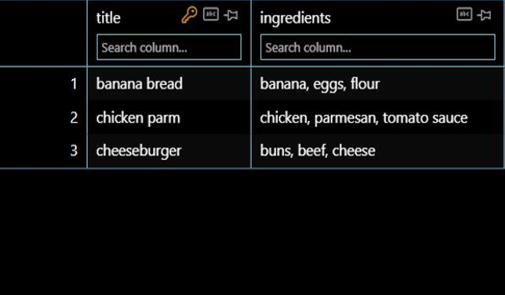 title ingredients
Search column... Search column...
1 banana bread banana, eggs, flour
2 chicken parm chicken, parmesan, tomato sauce
3 cheeseburger buns, beef, cheese